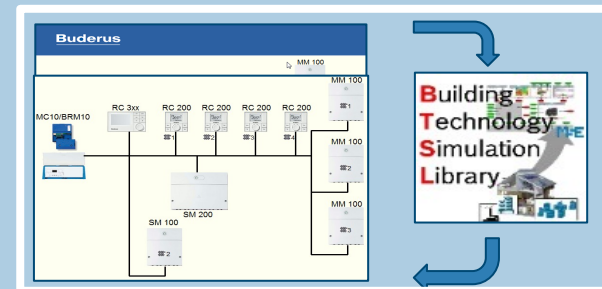 Buderus
MM 100
RC 3xx
RC 200
RC 200
RC 200
RC 200
MC10/BRM10
1
2
3
4
1
MM 100
2
MM 100
3
SM 200
SM 100
2
Building
Technology
Simulation
Library
MM 100